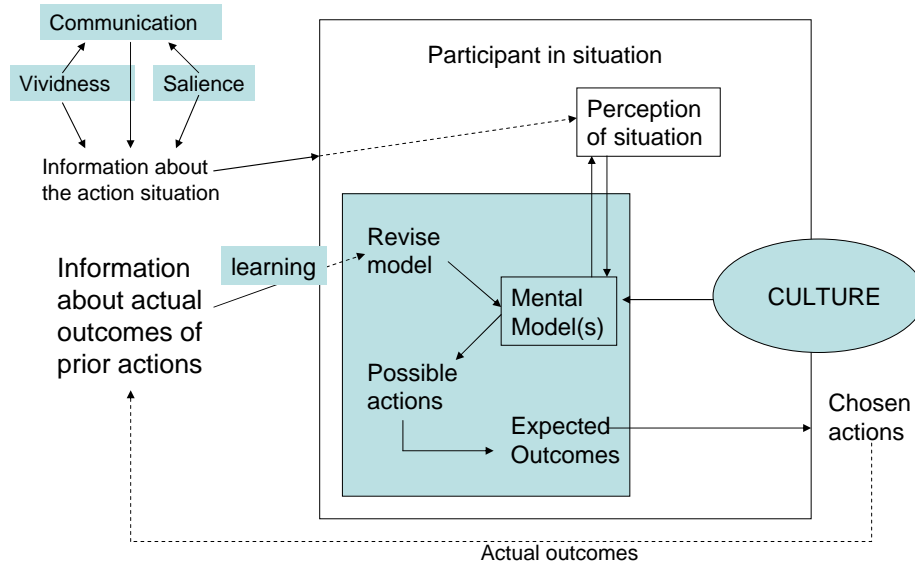 Communication
Vividness
Salience
Information about
the action situation
Participant in situation
Perception
of situation
Information
about actual
outcomes of
prior actions
learning
Revise
model
Mental
Model(s)
CULTURE
Possible
actions
Expected
Outcomes
Chosen
actions
Actual outcomes